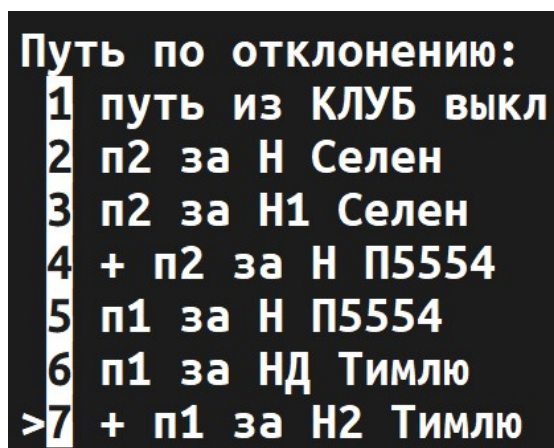 Путь по отклонению:
1 путь из КЛУБ выкл
2 п2 за Н Селен
3 п2 за Н1 Селен
4 + п2 за Н П5554
5 п1 за Н П5554
6 п1 за НД Тимлю
>7 + п1 за Н2 Тимлю